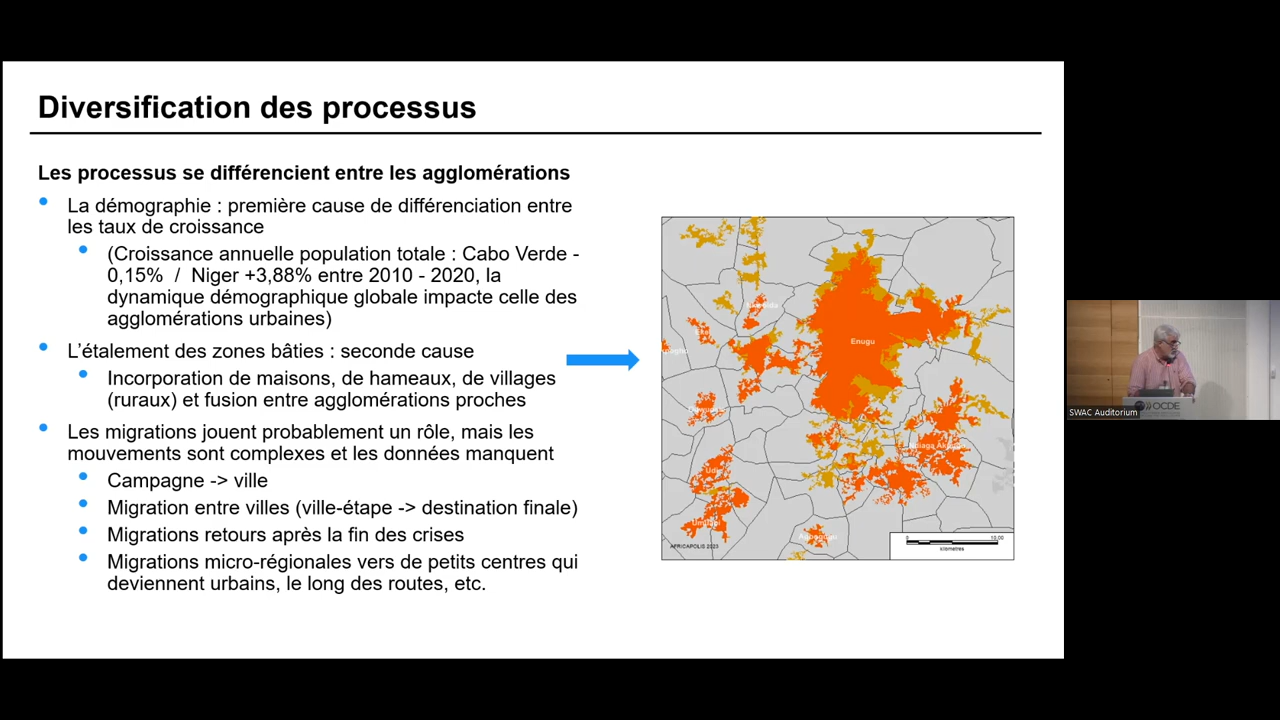 Diversification des processus
Les processus se différencient entre les agglomérations
La démographie : première cause de différenciation entre
les taux de croissance
(Croissance annuelle population totale : Cabo Verde -
0,15% / Niger +3,88% entre 2010 - 2020, la
dynamique démographique globale impacte celle des
agglomérations urbaines)
L'étalement des zones bâties : seconde cause
Incorporation de maisons, de hameaux, de villages
(ruraux) et fusion entre agglomérations proches
Les migrations jouent probablement un rôle, mais les
mouvements sont complexes et les données manquent
Campagne -> ville
Migration entre villes (ville-étape -> destination finale)
Migrations retours après la fin des crises
Migrations micro-régionales vers de petits centres qui
deviennent urbains, le long des routes, etc.
Enugu
AFRICAPOLIS 2023
0 10,00
kilometres
OCDE
SWAC Auditorium